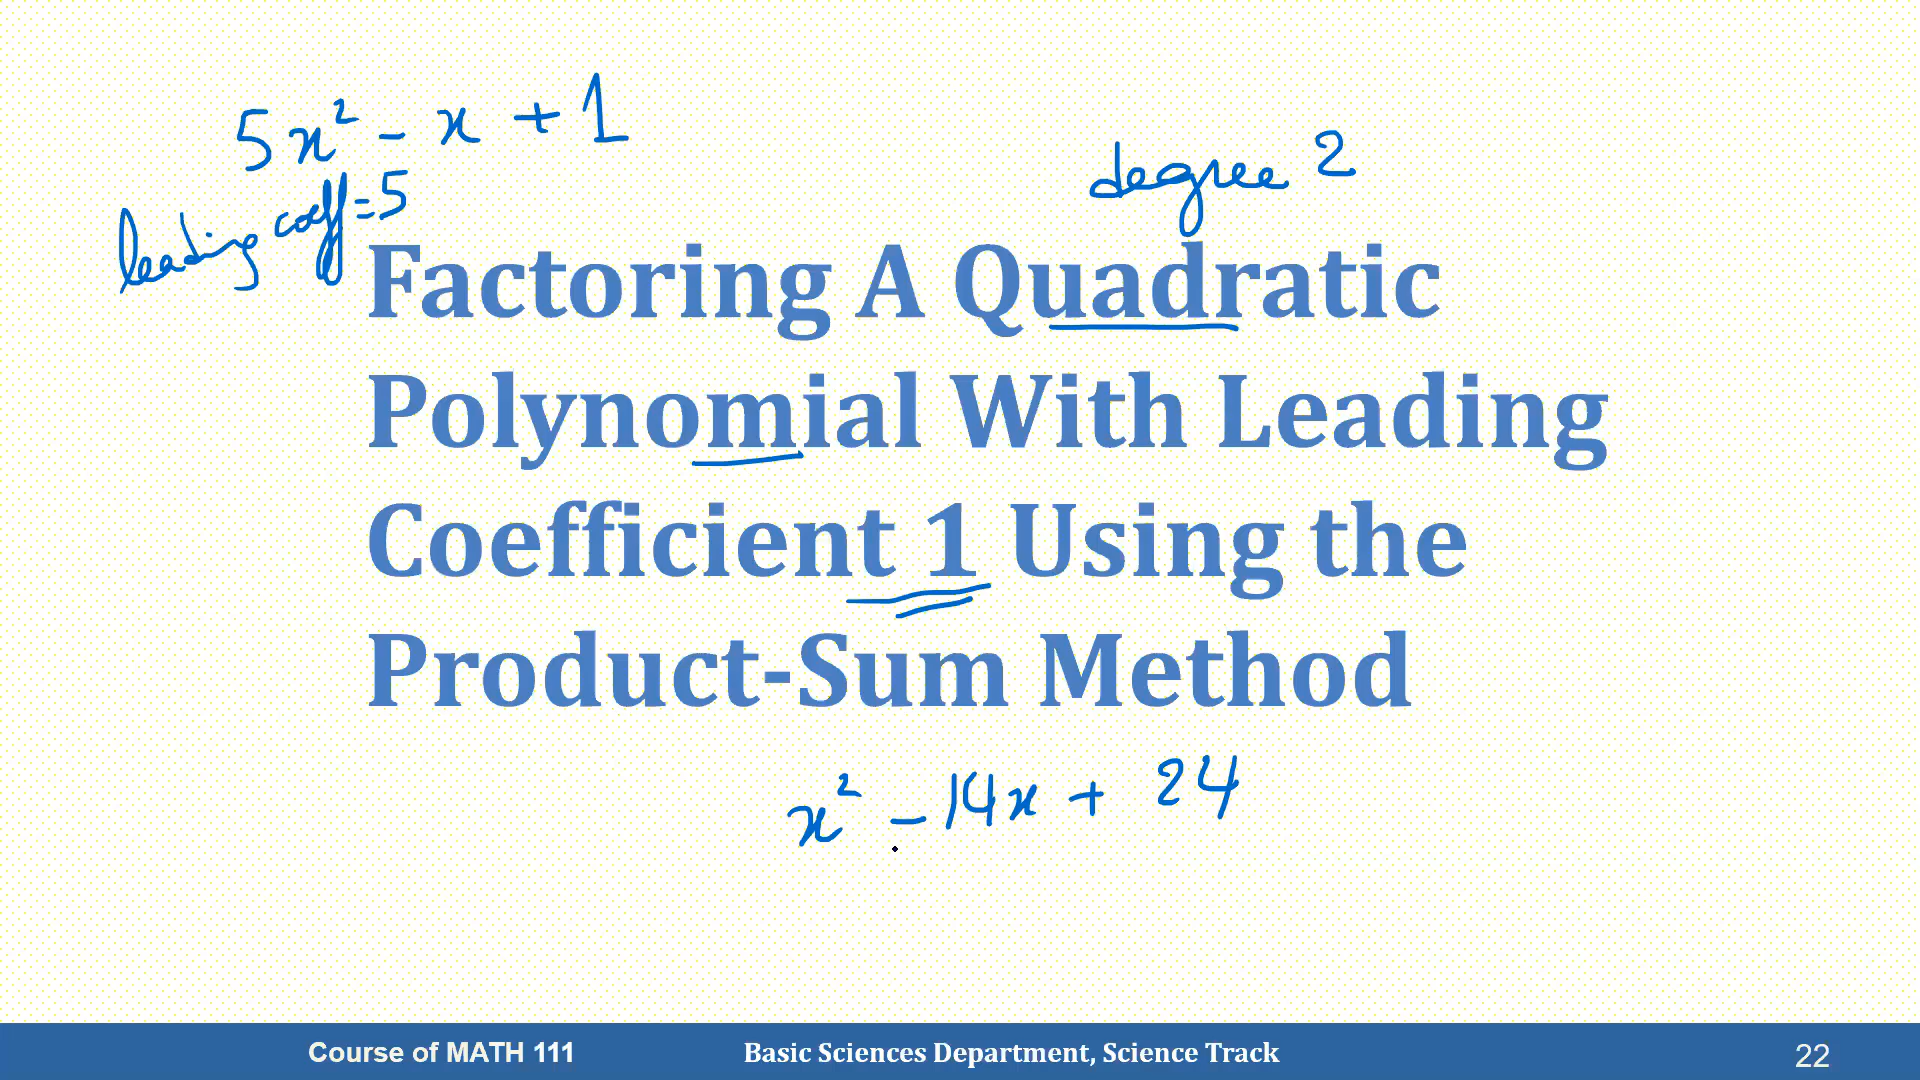 5x² - x + 1
degree 2
leading coeff = 5
Factoring A Quadratic
Polynomial With Leading
Coefficient 1 Using the
Product-Sum Method
x² - 14x + 24
Course of MATH 111
Basic Sciences Department, Science Track
22